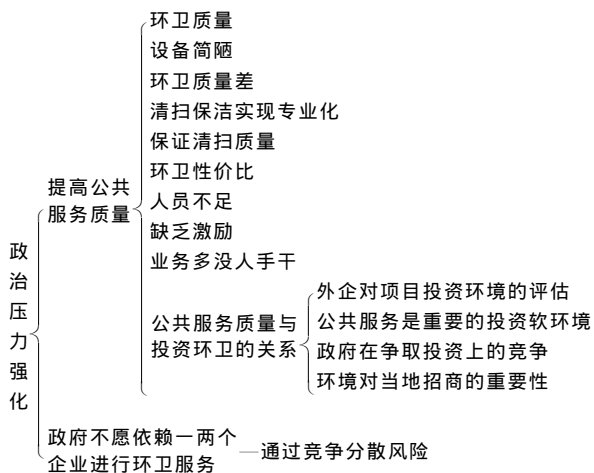 环卫质量
设备简陋
环卫质量差
清扫保洁实现专业化
保证清扫质量
环卫性价比
人员不足
缺乏激励
业务多没人手干
提高公共
服务质量
公共服务质量与
投资环卫的关系
外企对项目投资环境的评估
公共服务是重要的投资软环境
政府在争取投资上的竞争
环境对当地招商的重要性
政治压力强化
政府不愿依赖一两个
企业进行环卫服务
通过竞争分散风险